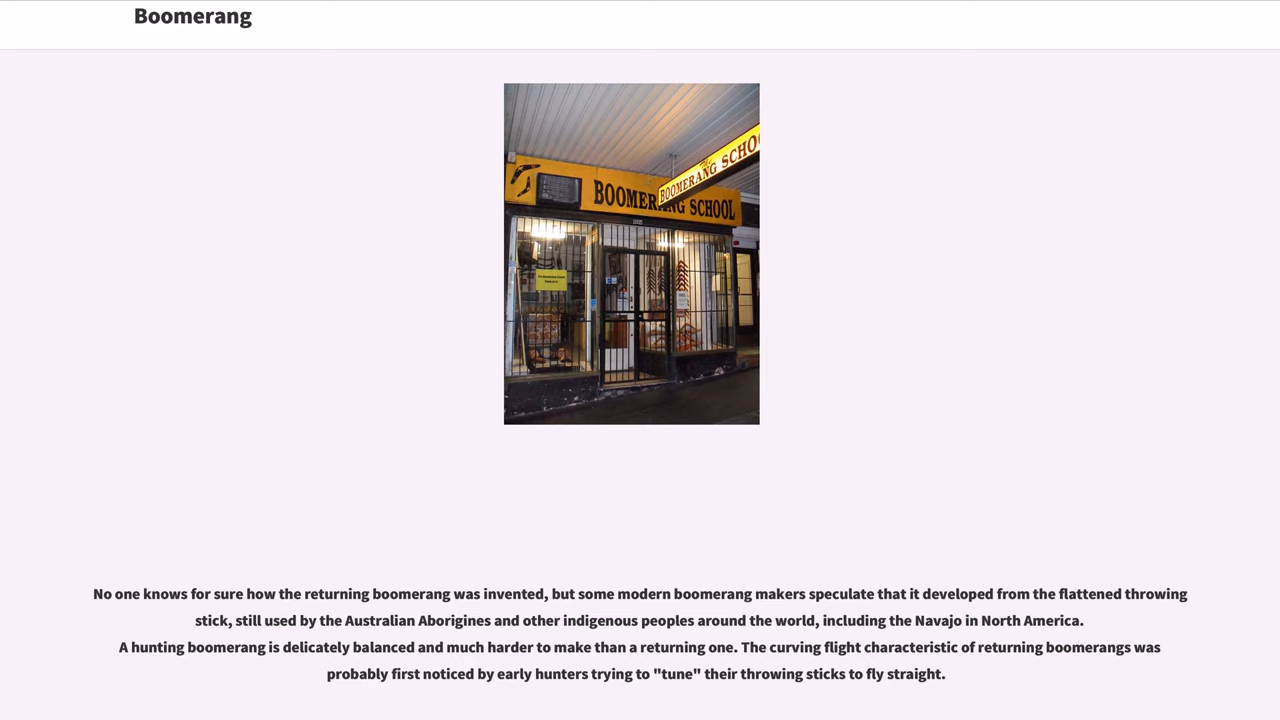 Boomerang
The
BOOMERANG SCHOO
BOOMERANG SCHOOL
No one knows for sure how the returning boomerang was invented, but some modern boomerang makers speculate that it developed from the flattened throwing
stick, still used by the Australian Aborigines and other indigenous peoples around the world, including the Navajo in North America.
A hunting boomerang is delicately balanced and much harder to make than a returning one. The curving flight characteristic of returning boomerangs was
probably first noticed by early hunters trying to "tune" their throwing sticks to fly straight.